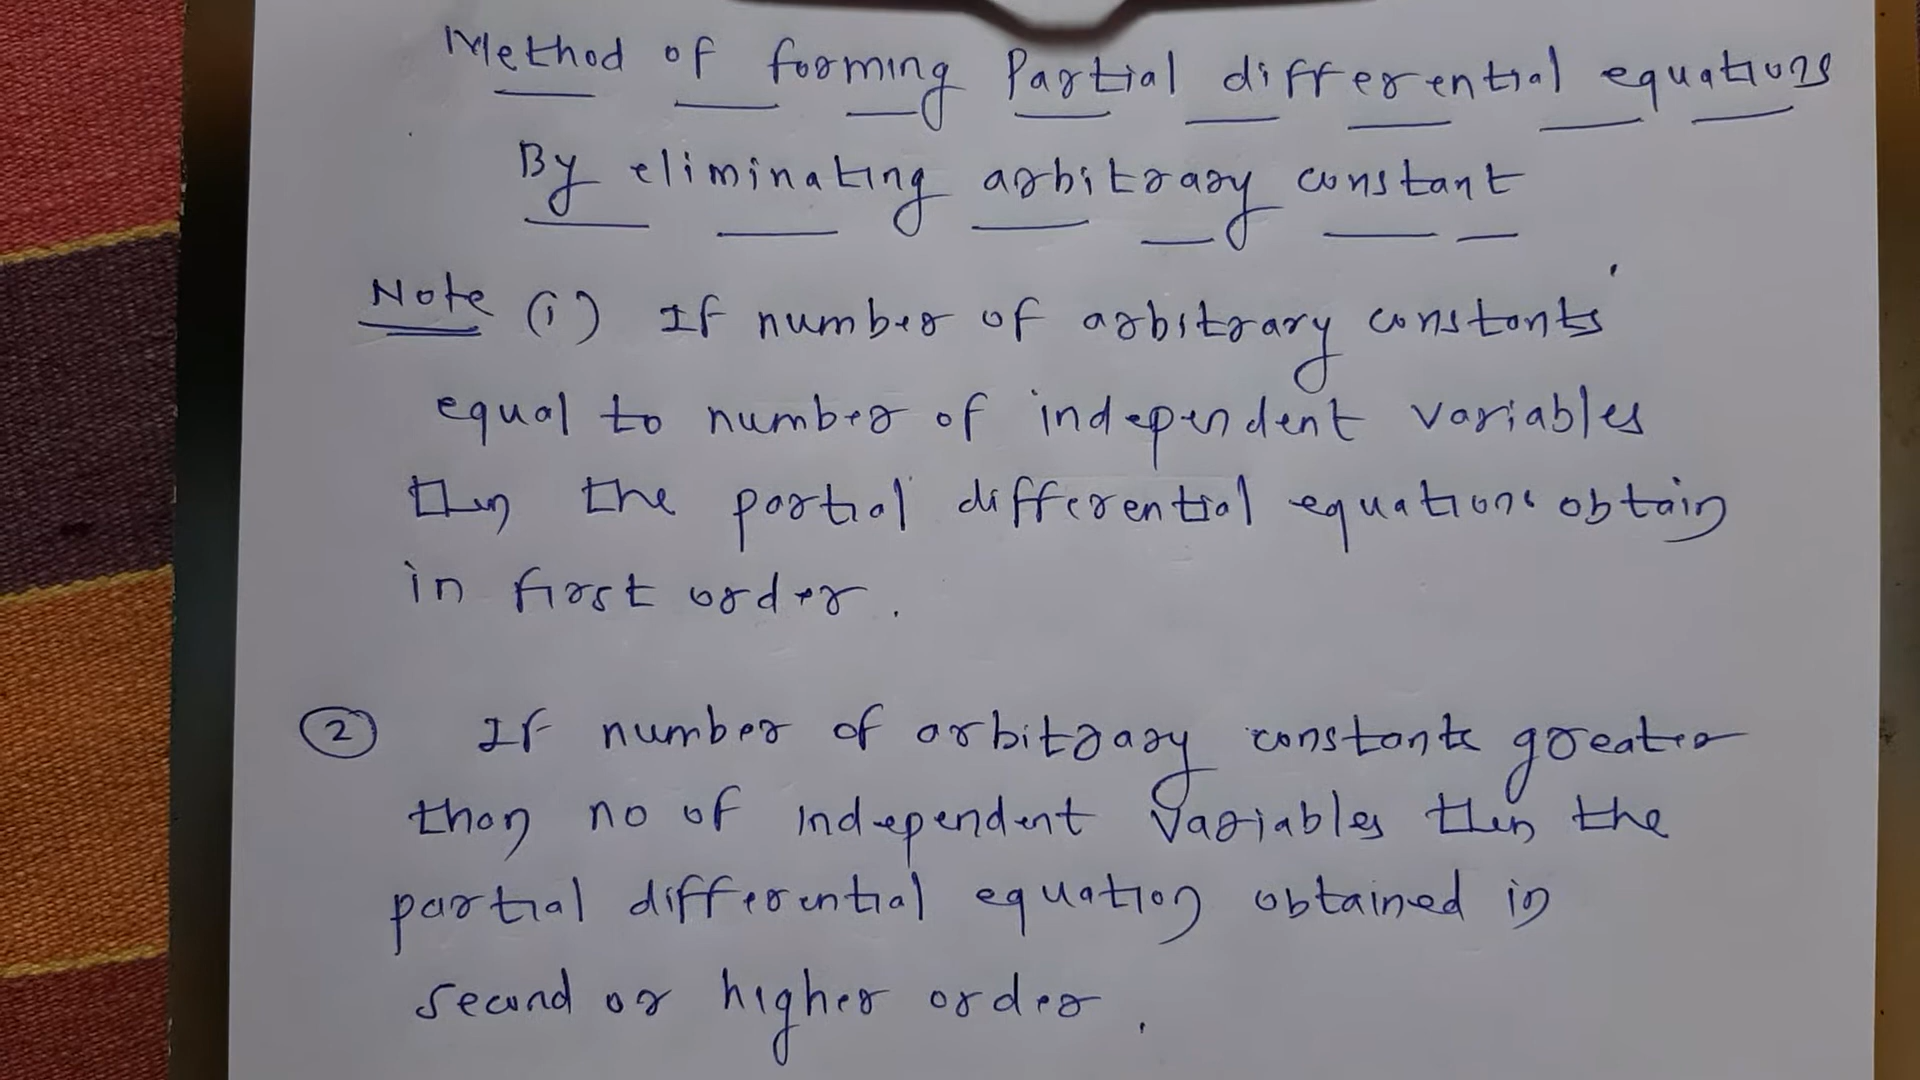 Method of forming Partial differential equations
By eliminating arbitrary constant
Note (i) If number of arbitrary constants
equal to number of independent variables
then the partial differential equations obtain
in first order.
2 If number of arbitrary constants greater
than no of independent variables then the
partial differential equation obtained in
second or higher order.